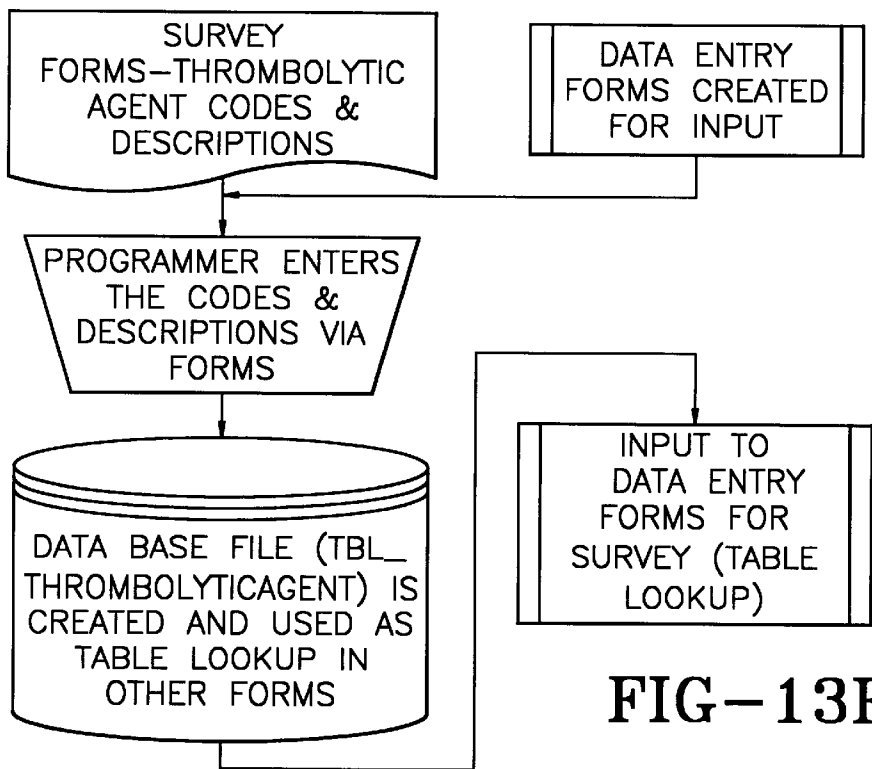 SURVEY
FORMS-THROMBOLYTIC
AGENT CODES &
DESCRIPTIONS
DATA ENTRY
FORMS CREATED
FOR INPUT
PROGRAMMER ENTERS
THE CODES &
DESCRIPTIONS VIA
FORMS
DATA BASE FILE (TBL_
THROMBOLYTICAGENT) IS
CREATED AND USED AS
TABLE LOOKUP IN
OTHER FORMS
INPUT TO
DATA ENTRY
FORMS FOR
SURVEY (TABLE
LOOKUP)